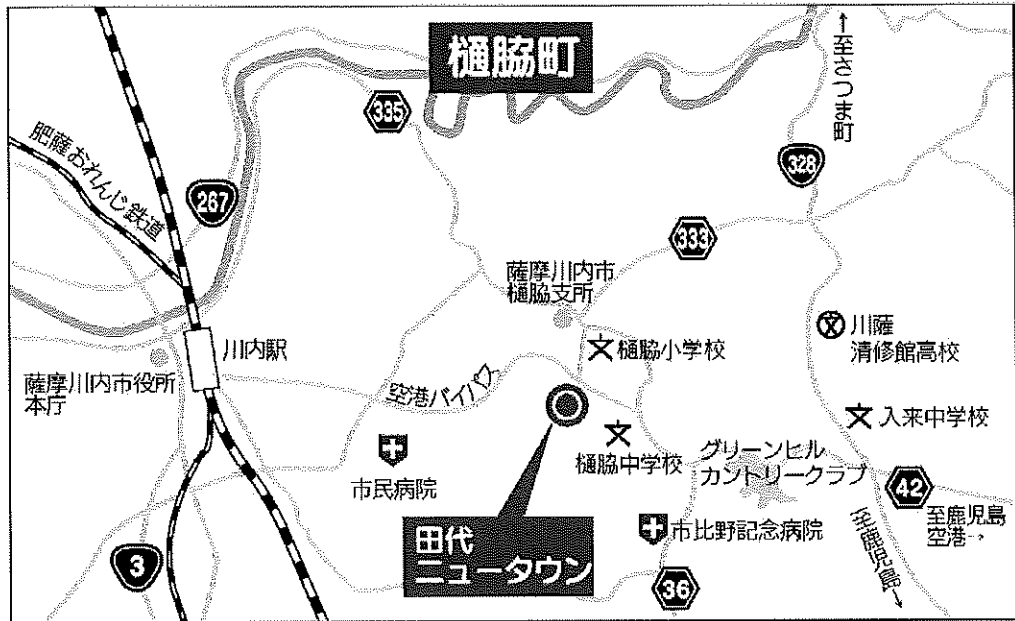 樋脇町
↑至さつま町
335
肥薩おれんじ鉄道
328
267
333
薩摩川内市
樋脇支所
川内駅
樋脇小学校
川薩
清修館高校
薩摩川内市役所
本庁
空港バイパス
入来中学校
樋脇中学校
グリーンヒル
カントリークラブ
市民病院
42
至鹿児島
空港→
田代
ニュータウン
市比野記念病院
至鹿児島→
3
36